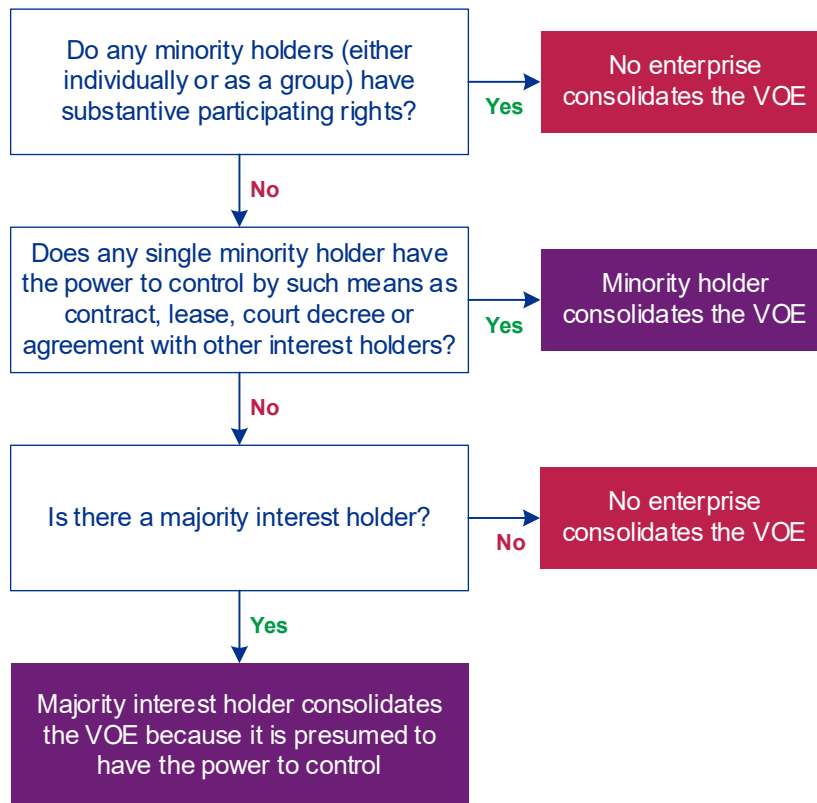 Do any minority holders (either
individually or as a group) have
substantive participating rights?
Yes
No enterprise
consolidates the VOE
No
Does any single minority holder have
the power to control by such means as
contract, lease, court decree or
agreement with other interest holders?
Yes
Minority holder
consolidates the VOE
No
Is there a majority interest holder?
No
No enterprise
consolidates the VOE
Yes
Majority interest holder consolidates
the VOE because it is presumed to
have the power to control